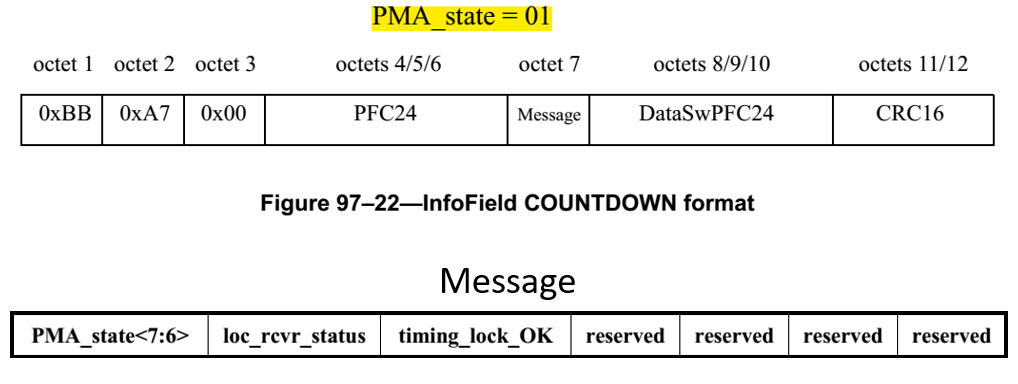 PMA_state = 01
octet 1 octet 2 octet 3 octets 4/5/6 octet 7 octets 8/9/10 octets 11/12
0xBB 0xA7 0x00 PFC24 Message DataSwPFC24 CRC16
Figure 97–22—InfoField COUNTDOWN format
Message
PMA_state<7:6> loc_rcvr_status timing_lock_OK reserved reserved reserved reserved